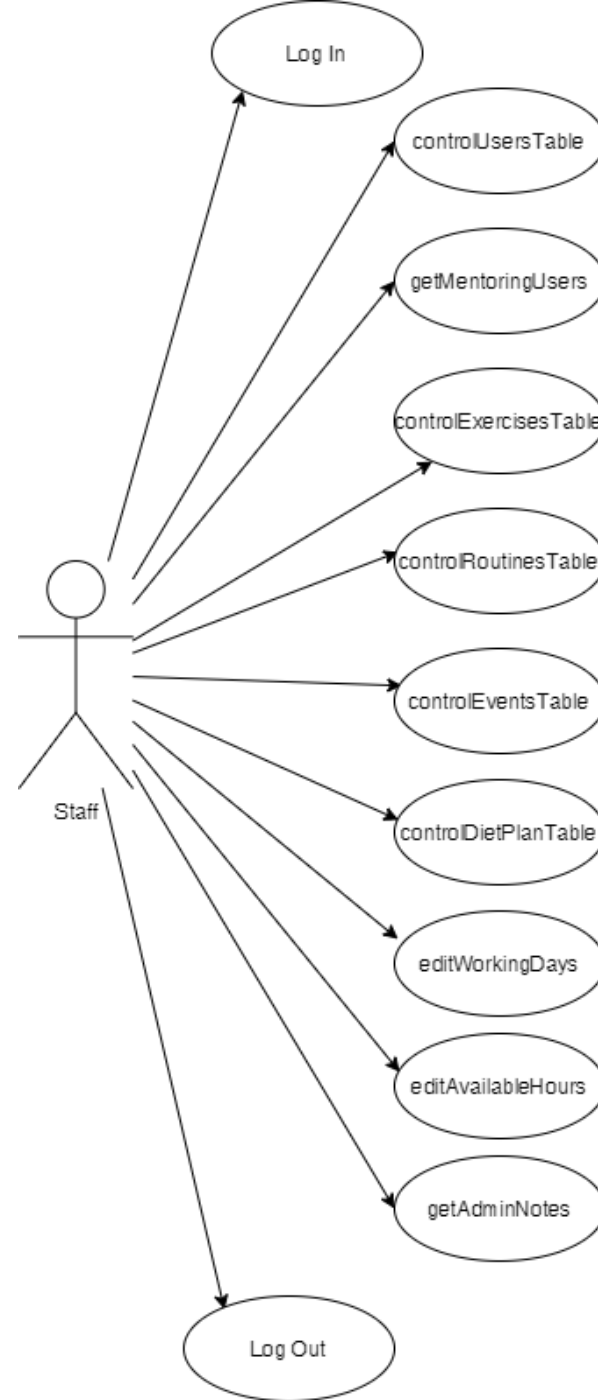 Log In
controlUsersTable
getMentoringUsers
controlExercisesTable
controlRoutinesTable
controlEventsTable
Staff
controlDietPlanTable
editWorkingDays
editAvailableHours
getAdminNotes
Log Out